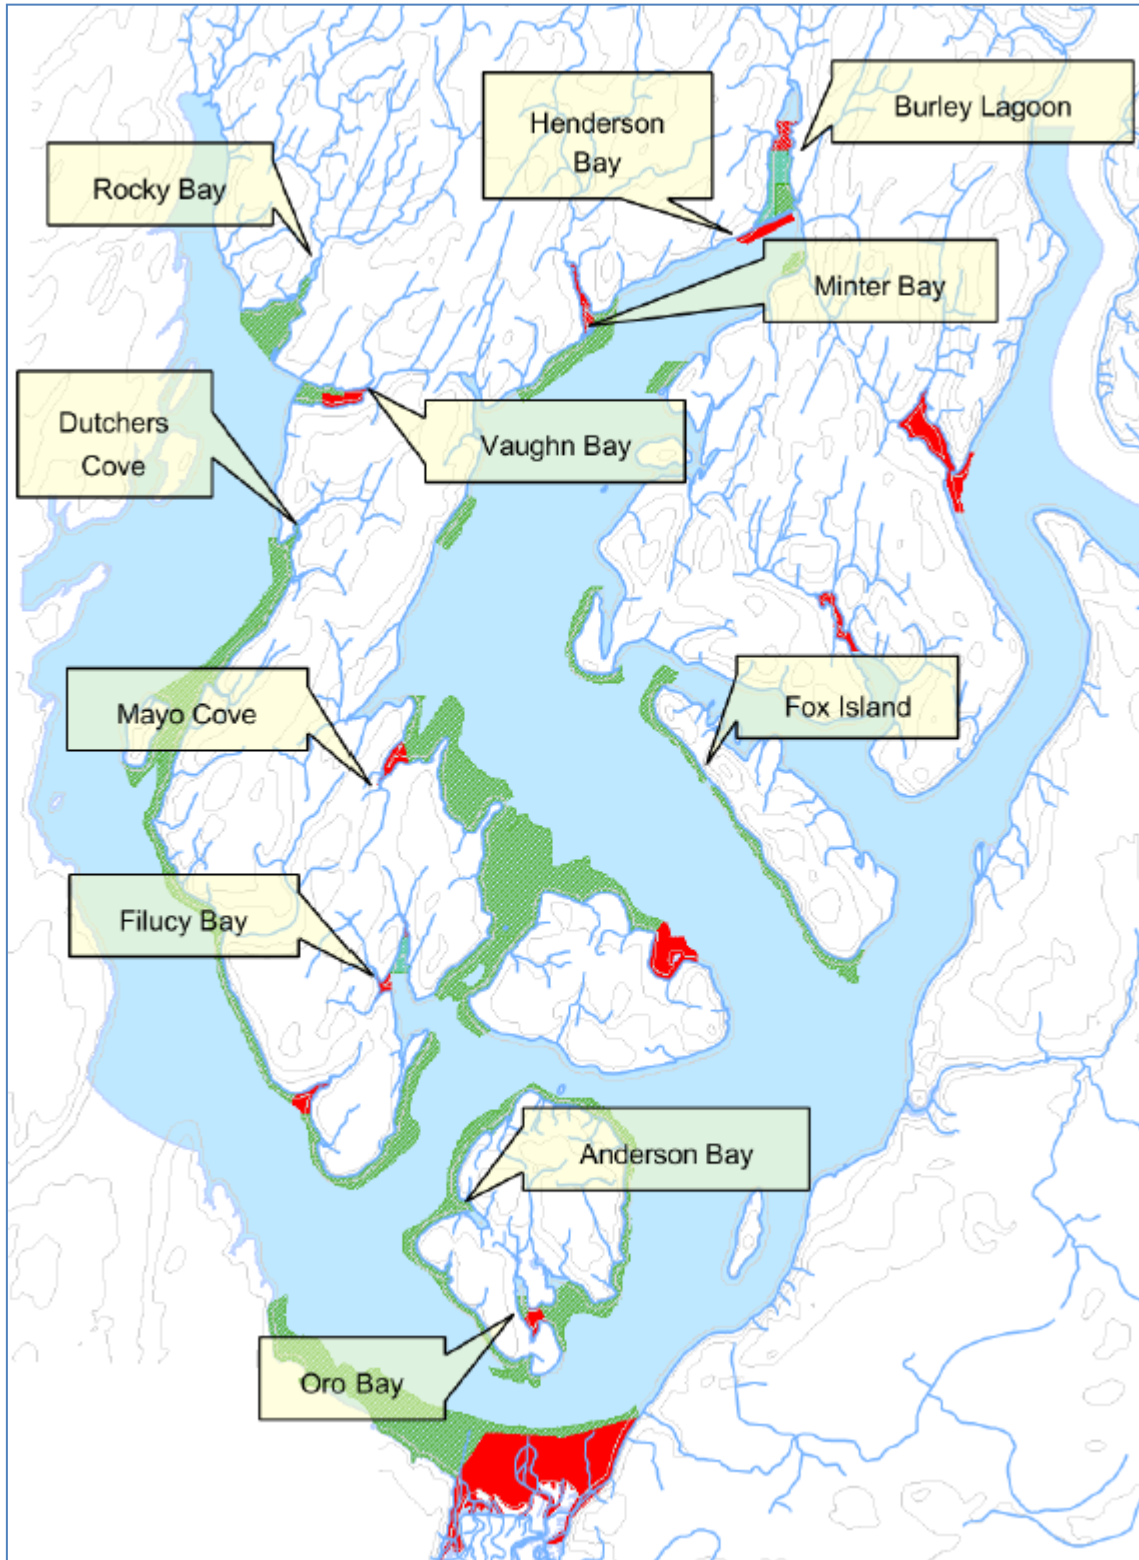 Burley Lagoon
Henderson
Bay
Rocky Bay
Minter Bay
Dutchers
Cove
Vaughn Bay
Mayo Cove
Fox Island
Filucy Bay
Anderson Bay
Oro Bay